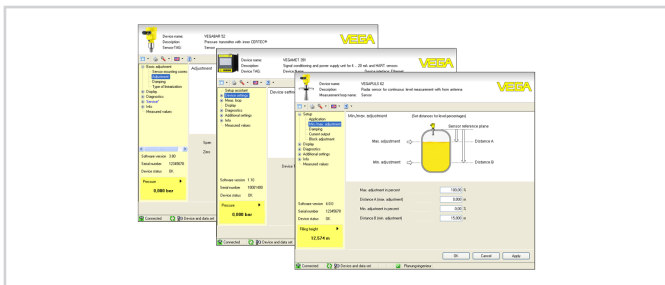 Device name VEGABAR 52
Description Pressure transmitter with inner CERTEC®
Sensor TAG Sensor
VEGA
Basic adjustment
Sensor mounting correc
Adjustment
Damping
Type of linearization
Display
Diagnostics
Service
Info
Measured values
Adjustment
Span
Zero
Software version 3.80
Serial number 12345678
Device status OK
Pressure
0,000 bar
Connected Device and data set
Device name VEGAMET 391
Description Signal conditioning and power supply unit for 4 ... 20 mA and HART sensors
Device TAG Device Name
VEGA
Setup assistant
Device settings
Meas. loop
Display
Diagnostics
Additional settings
Info
Measured values
Device
Software version 1.10
Serial number
Device status OK
Pressure
0,000 bar
Connected Device and data set
Device name VEGAPULS 62
Description Radar sensor for continuous level measurement with horn antenna
Measurement loop name Sensor
VEGA
Setup
Application
Min./max. adjustment
Damping
Current output
Block adjustment
Display
Diagnostics
Additional settings
Info
Measured values
Min./max. adjustment (Set distances for level percentages)
Sensor reference plane
Max. adjustment Distance A
Min. adjustment Distance B
Max. adjustment in percent 100,00 %
Distance A (max. adjustment) 0,000 m
Min. adjustment in percent 0,00 %
Distance B (min. adjustment) 15,000 m
Software version
Serial number 12345678
Device status OK
Filling height
12,574 m
OK Cancel Apply
Connected Device and data set